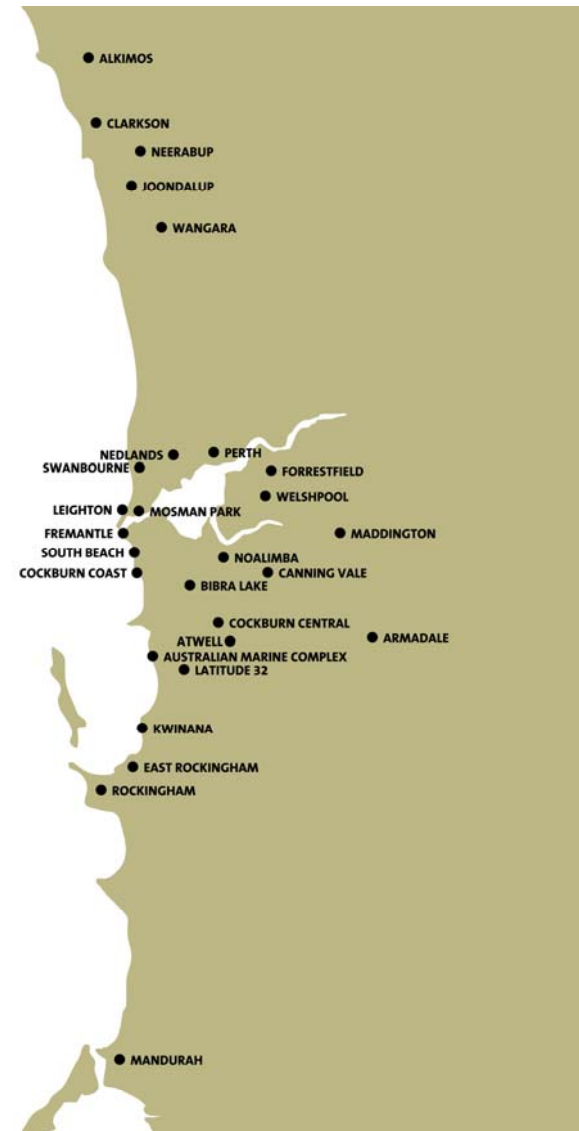 ALKIMOS
CLARKSON
NEERABUP
JOONDALUP
WANGARA
NEDLANDS
PERTH
SWANBOURNE
FORRESTFIELD
WELSHPOOL
LEIGHTON
MOSMAN PARK
FREMANTLE
MADDINGTON
SOUTH BEACH
NOALIMBA
COCKBURN COAST
CANNING VALE
BIBRA LAKE
COCKBURN CENTRAL
ATWELL
ARMADALE
AUSTRALIAN MARINE COMPLEX
LATITUDE 32
KWINANA
EAST ROCKINGHAM
ROCKINGHAM
MANDURAH